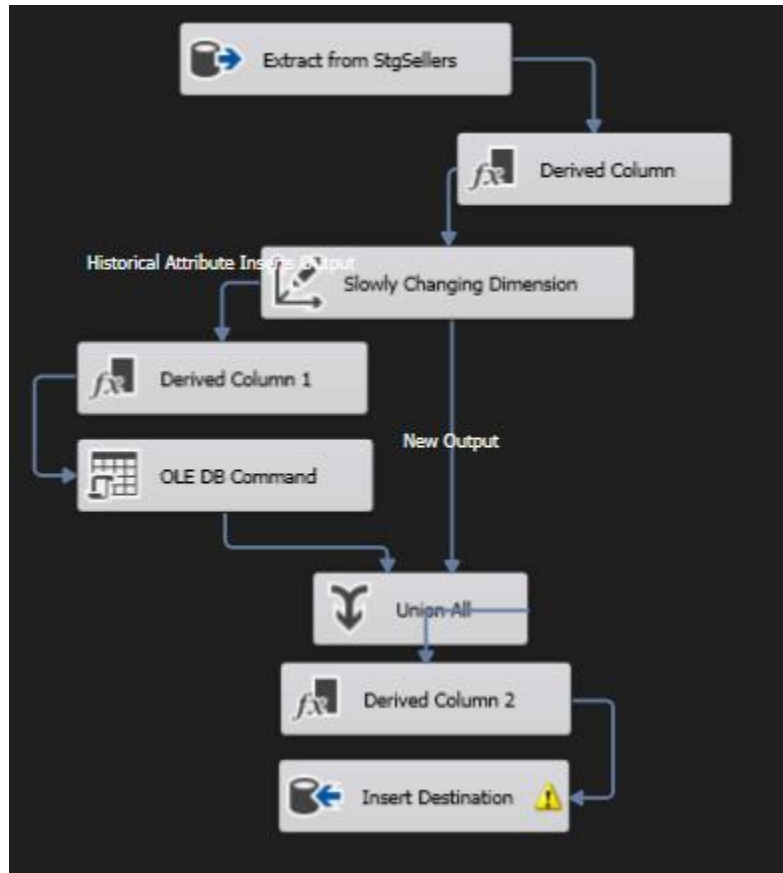 Extract from StgSellers
Derived Column
Historical Attribute Inserts Output
Slowly Changing Dimension
Derived Column 1
New Output
OLE DB Command
Union All
Derived Column 2
Insert Destination